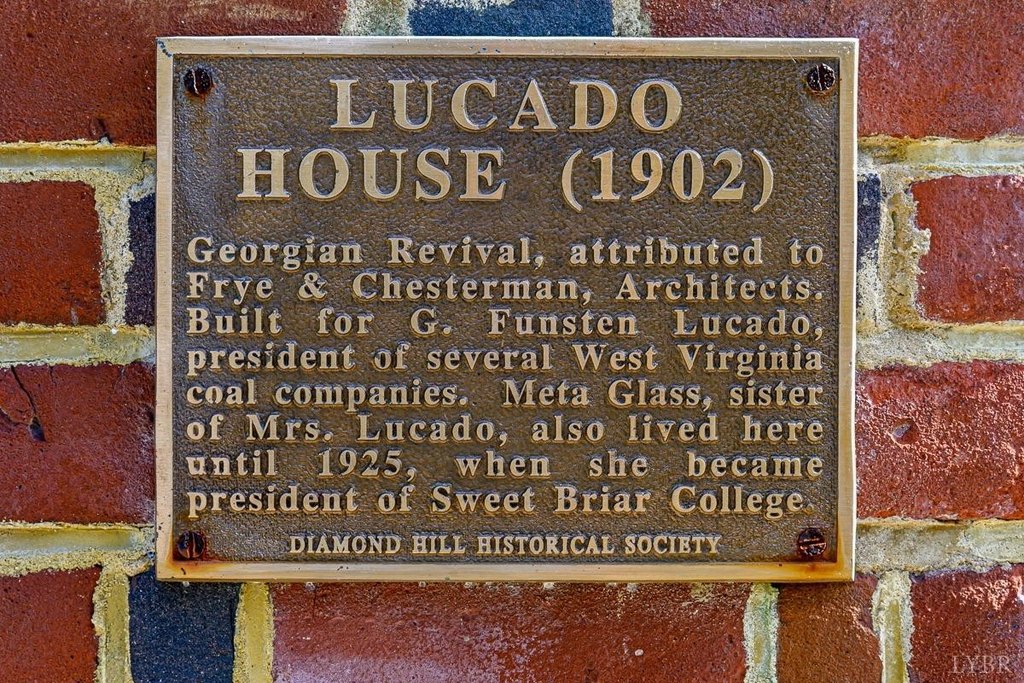 LUCADO
HOUSE (1902)
Georgian Revival, attributed to
Frye & Chesterman, Architects.
Built for G. Funsten Lucado,
president of several West Virginia
coal companies. Meta Glass, sister
of Mrs. Lucado, also lived here
until 1925, when she became
president of Sweet Briar College.
DIAMOND HILL HISTORICAL SOCIETY
LYBR